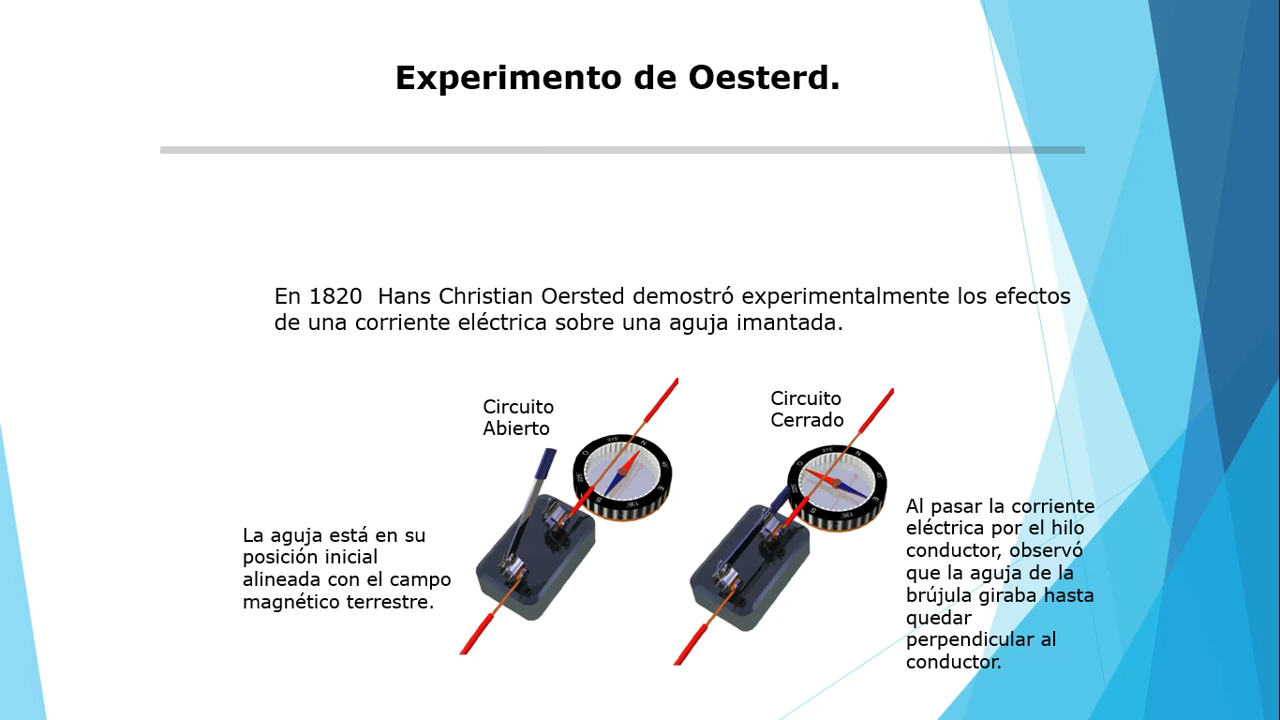 Experimento de Oesterd.
En 1820  Hans Christian Oersted demostró experimentalmente los efectos
de una corriente eléctrica sobre una aguja imantada.
Circuito
Abierto
Circuito
Cerrado
La aguja está en su
posición inicial
alineada con el campo
magnético terrestre.
Al pasar la corriente
eléctrica por el hilo
conductor, observó
que la aguja de la
brújula giraba hasta
quedar
perpendicular al
conductor.